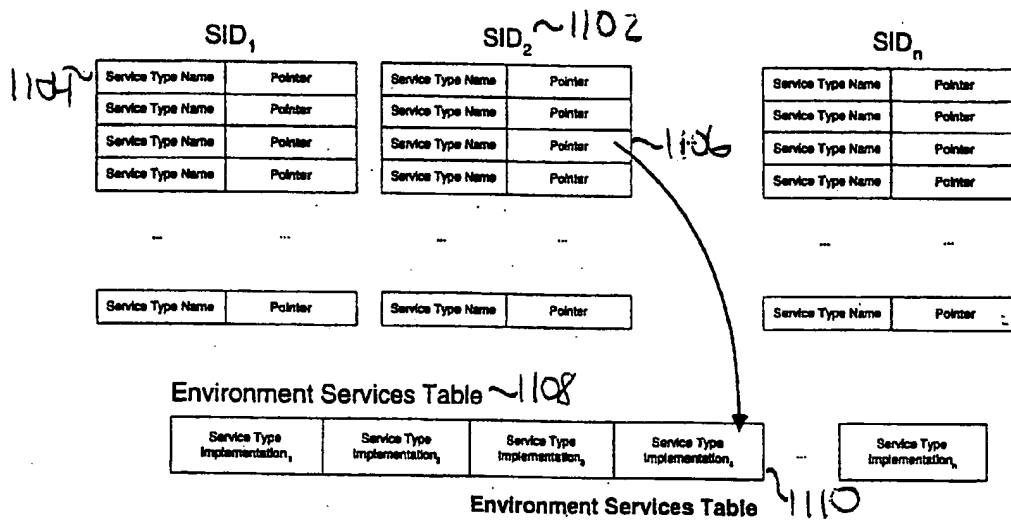 SID1 SID2 ~1102 SIDn
1104~ Service Type Name Pointer Service Type Name Pointer Service Type Name Pointer
Service Type Name Pointer Service Type Name Pointer Service Type Name Pointer
Service Type Name Pointer Service Type Name Pointer ~1106 Service Type Name Pointer
Service Type Name Pointer Service Type Name Pointer Service Type Name Pointer
... ... ... ... ... ...
Service Type Name Pointer Service Type Name Pointer Service Type Name Pointer
Environment Services Table ~1108
Service Type Service Type Service Type Service Type ... Service Type
Implementation1 Implementation2 Implementation3 Implementation4 Implementationn
Environment Services Table ~1110